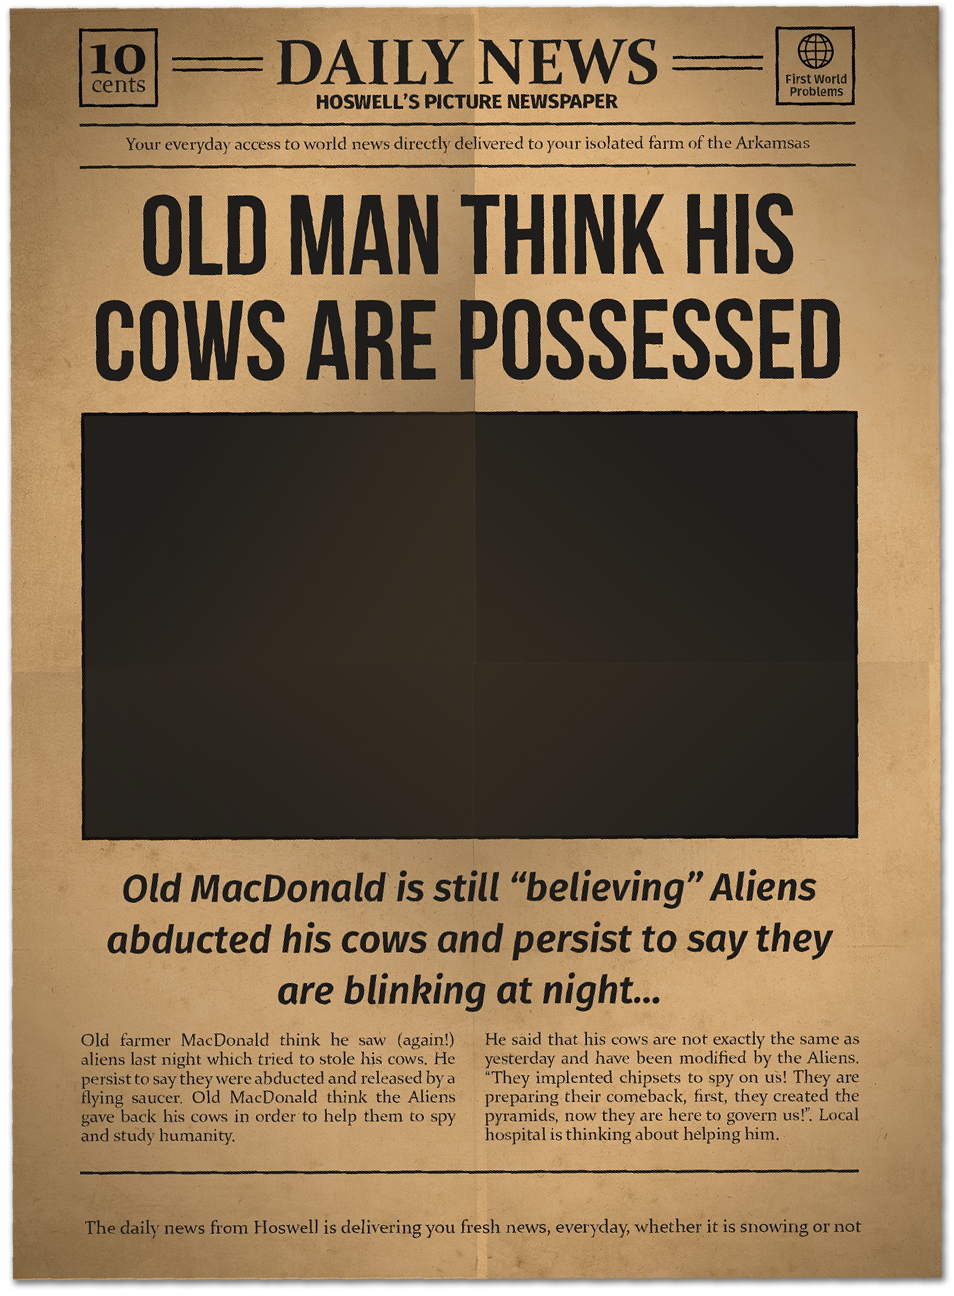 10
cents
DAILY NEWS
HOSWELL'S PICTURE NEWSPAPER
First World
Problems
Your everyday access to world news directly delivered to your isolated farm of the Arkamsas
OLD MAN THINK HIS
COWS ARE POSSESSED
Old MacDonald is still “believing” Aliens
abducted his cows and persist to say they
are blinking at night...
Old farmer MacDonald think he saw (again!)
aliens last night which tried to stole his cows. He
persist to say they were abducted and released by a
flying saucer. Old MacDonald think the Aliens
gave back his cows in order to help them to spy
and study humanity.
He said that his cows are not exactly the same as
yesterday and have been modified by the Aliens.
“They implented chipsets to spy on us! They are
preparing their comeback, first, they created the
pyramids, now they are here to govern us!”. Local
hospital is thinking about helping him.
The daily news from Hoswell is delivering you fresh news, everyday, whether it is snowing or not